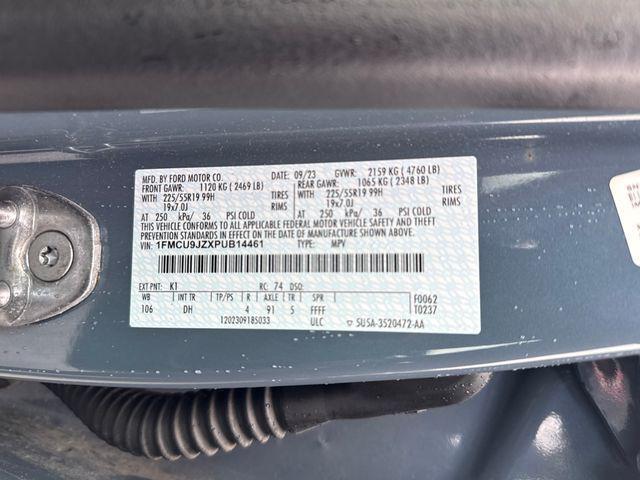 MFD. BY FORD MOTOR CO. DATE: 09/23 GVWR: 2159 KG ( 4760 LB)
FRONT GAWR: 1120 KG ( 2469 LB) REAR GAWR: 1065 KG ( 2348 LB)
WITH 225/55R19 99H TIRES WITH 225/55R19 99H TIRES
19x7.0J RIMS 19x7.0J RIMS
AT 250 kPa/ 36 PSI COLD AT 250 kPa/ 36 PSI COLD
THIS VEHICLE CONFORMS TO ALL APPLICABLE FEDERAL MOTOR VEHICLE SAFETY AND THEFT
PREVENTION STANDARDS IN EFFECT ON THE DATE OF MANUFACTURE SHOWN ABOVE.
1FMCU9JZXPUB14461 TYPE: MPV
EXT PNT: K1 RC: 74 DSO:
WB INT TR TP/PS R AXLE TR SPR F0062
106 DH 4 91 5 FFFF T0237
1202309185033 ULC SU5A-3520472-AA